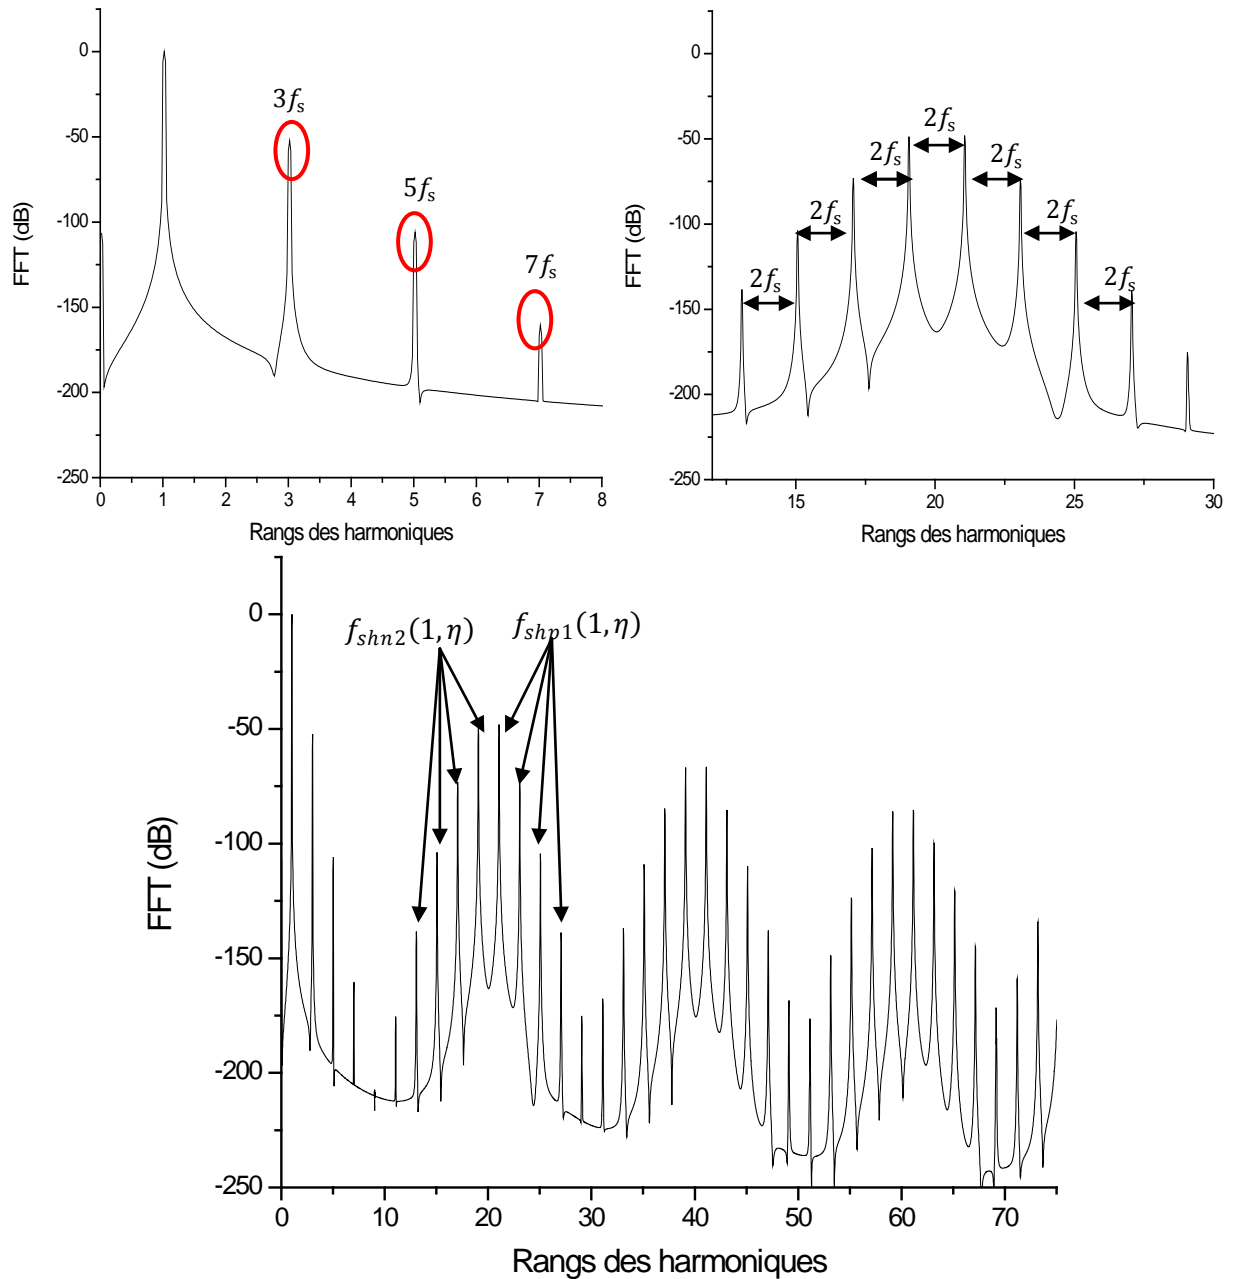 0
-50
-100
-150
-200
-250
FFT (dB)
3fs
5fs
7fs
0 1 2 3 4 5 6 7 8
Rangs des harmoniques
0
-50
-100
-150
-200
-250
FFT (dB)
2fs
2fs
2fs
2fs
2fs
2fs
2fs
15 20 25 30
Rangs des harmoniques
0
-50
-100
-150
-200
-250
FFT (dB)
fshn2(1, η)
fshp1(1, η)
0 10 20 30 40 50 60 70
Rangs des harmoniques